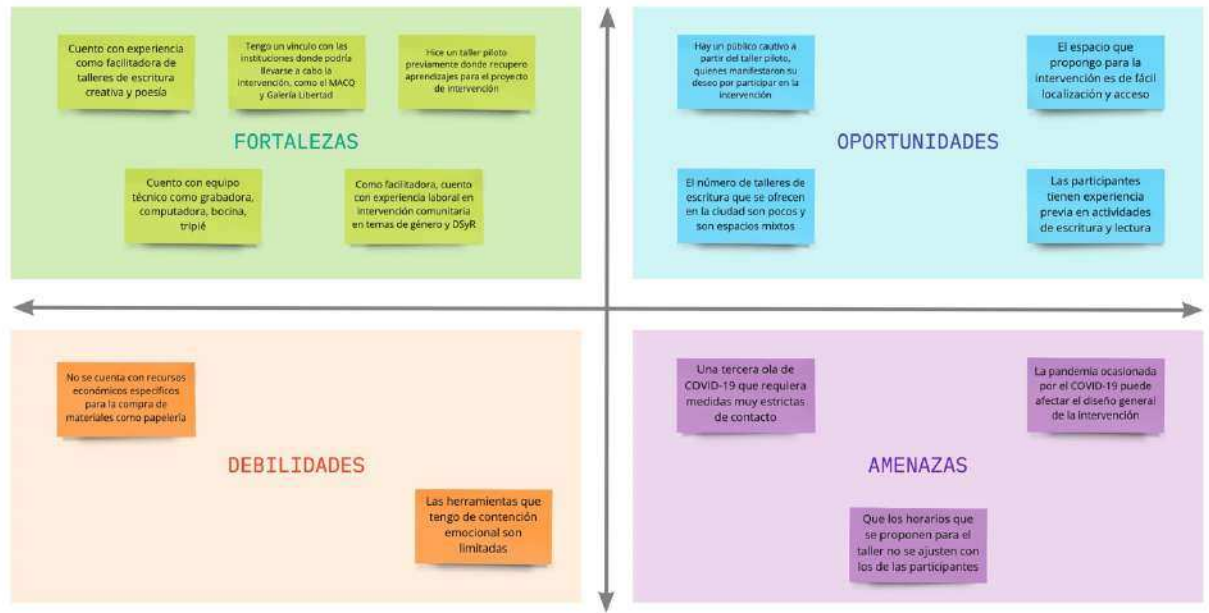 Cuento con experiencia
como facilitadora de
talleres de escritura
creativa y poesía
Tengo un vínculo con las
instituciones donde podría
llevarse a cabo la
intervención, como el MACQ
y Galería Libertad
Hice un taller piloto
previamente donde recupero
aprendizajes para el proyecto
de intervención
FORTALEZAS
Cuento con equipo
técnico como grabadora,
computadora, bocina,
tripié
Como facilitadora, cuento
con experiencia laboral en
intervención comunitaria
en temas de género y DSyR
Hay un público cautivo a
partir del taller piloto,
quienes manifestaron su
deseo por participar en la
intervención
El espacio que
propongo para la
intervención es de fácil
localización y acceso
OPORTUNIDADES
El número de talleres de
escritura que se ofrecen
en la ciudad son pocos y
son espacios mixtos
Las participantes
tienen experiencia
previa en actividades
de escritura y lectura
No se cuenta con recursos
económicos específicos
para la compra de
materiales como papelería
DEBILIDADES
Las herramientas que
tengo de contención
emocional son
limitadas
Una tercera ola de
COVID-19 que requiera
medidas muy estrictas
de contacto
La pandemia ocasionada
por el COVID-19 puede
afectar el diseño general
de la intervención
AMENAZAS
Que los horarios que
se proponen para el
taller no se ajusten con
los de las participantes